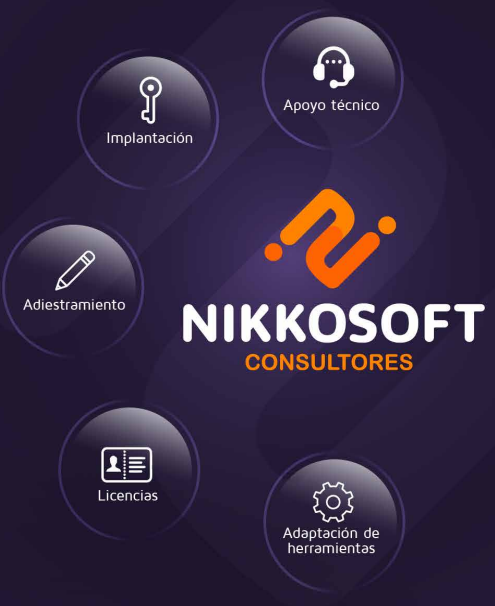 Apoyo técnico
Implantación
Adiestramiento
NIKKOSOFT
CONSULTORES
Licencias
Adaptación de
herramientas